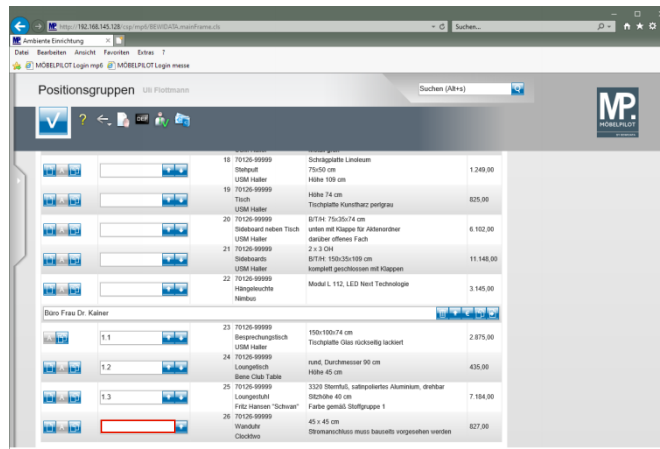 http://192.168.145.128/csp/mp6/BEWIDATA.mainFrame.cls
Suchen...
Ambiente Einrichtung
Datei Bearbeiten Ansicht Favoriten Extras ?
MÖBELPILOT Login mp6 MÖBELPILOT Login messe
Positionsgruppen Uli Flottmann
Suchen (Alt+s)
MP.
MÖBELPILOT
?
DEF
18 70126-99999 Schrägplatte Linoleum
Stehpult 75x50 cm 1.249,00
USM Haller Höhe 109 cm
19 70126-99999
Tisch
USM Haller
Höhe 74 cm
Tischplatte Kunstharz perlgrau
825,00
20 70126-99999 B/T/H: 75x35x74 cm
Sideboard neben Tisch unten mit Klappe für Aktenordner 6.102,00
USM Haller darüber offenes Fach
21 70126-99999 2 x 3 OH
Sideboards B/T/H: 150x35x109 cm 11.148,00
USM Haller komplett geschlossen mit Klappen
22 70126-99999
Hängeleuchte
Nimbus
Modul L 112, LED Next Technologie
3.145,00
Büro Frau Dr. Kainer
1.1
23 70126-99999
Besprechungstisch
USM Haller
150x100x74 cm
Tischplatte Glas rückseitig lackiert
2.875,00
1.2
24 70126-99999
Loungetisch
Bene Club Table
rund, Durchmesser 90 cm
Höhe 45 cm
435,00
1.3
25 70126-99999 3320 Sternfuß, satinpoliertes Aluminium, drehbar
Loungestuhl Sitzhöhe 40 cm 7.184,00
Fritz Hansen "Schwan" Farbe gemäß Stoffgruppe 1
26 70126-99999
Wanduhr
Clocktwo
45 x 45 cm
Stromanschluss muss bauseits vorgesehen werden
827,00